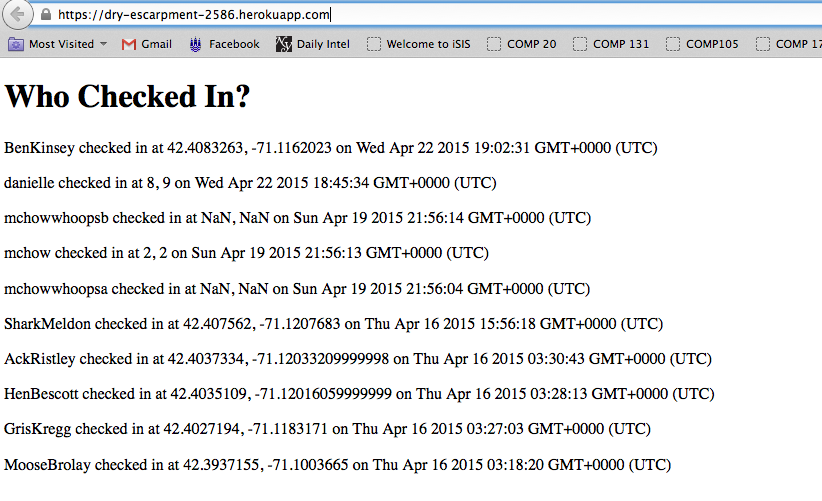 https://dry-escarpment-2586.herokuapp.com
Most Visited Gmail Facebook Daily Intel Welcome to iSIS COMP 20 COMP 131 COMP105 COMP 17
Who Checked In?
BenKinsey checked in at 42.4083263, -71.1162023 on Wed Apr 22 2015 19:02:31 GMT+0000 (UTC)
danielle checked in at 8, 9 on Wed Apr 22 2015 18:45:34 GMT+0000 (UTC)
mchowwhoopsb checked in at NaN, NaN on Sun Apr 19 2015 21:56:14 GMT+0000 (UTC)
mchow checked in at 2, 2 on Sun Apr 19 2015 21:56:13 GMT+0000 (UTC)
mchowwhoopsa checked in at NaN, NaN on Sun Apr 19 2015 21:56:04 GMT+0000 (UTC)
SharkMeldon checked in at 42.407562, -71.1207683 on Thu Apr 16 2015 15:56:18 GMT+0000 (UTC)
AckRistley checked in at 42.4037334, -71.12033209999998 on Thu Apr 16 2015 03:30:43 GMT+0000 (UTC)
HenBescott checked in at 42.4035109, -71.12016059999999 on Thu Apr 16 2015 03:28:13 GMT+0000 (UTC)
GrisKregg checked in at 42.4027194, -71.1183171 on Thu Apr 16 2015 03:27:03 GMT+0000 (UTC)
MooseBrolay checked in at 42.3937155, -71.1003665 on Thu Apr 16 2015 03:18:20 GMT+0000 (UTC)